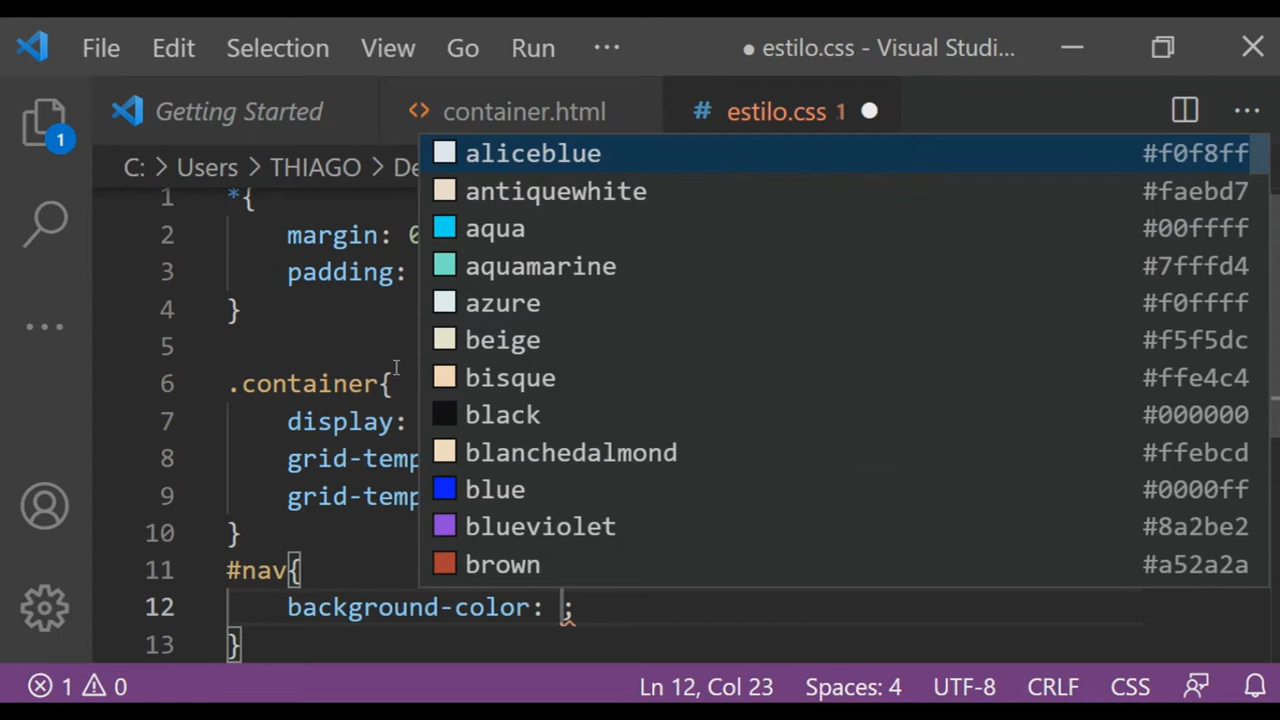 File Edit Selection View Go Run ··· ● estilo.css - Visual Studi...
Getting Started container.html # estilo.css 1 ●
1
C: > Users > THIAGO > De
1 *{
2 margin: 0
3 padding:
4 }
5
6 .container{
7 display:
8 grid-temp
9 grid-temp
10 }
11 #nav{
12 background-color: ;
13 }
aliceblue #f0f8ff
antiquewhite #faebd7
aqua #00ffff
aquamarine #7fffd4
azure #f0ffff
beige #f5f5dc
bisque #ffe4c4
black #000000
blanchedalmond #ffebcd
blue #0000ff
blueviolet #8a2be2
brown #a52a2a
1 0 Ln 12, Col 23 Spaces: 4 UTF-8 CRLF CSS